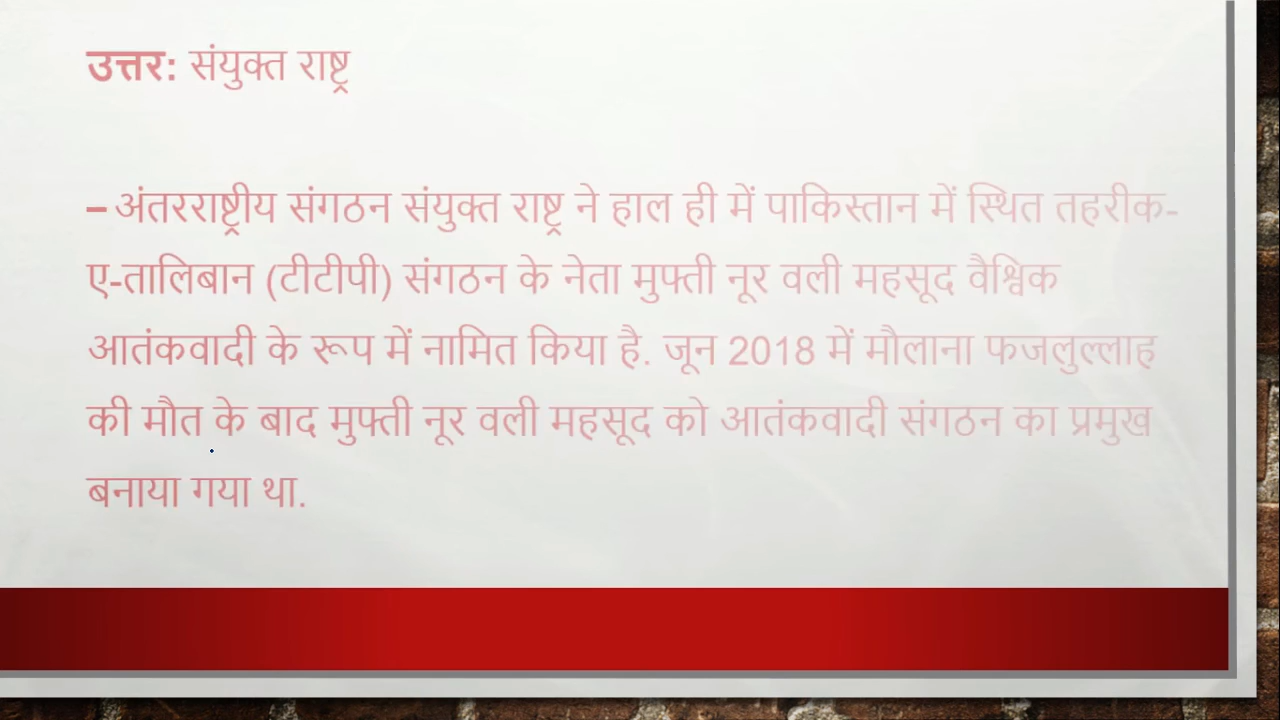 उत्तर: संयुक्त राष्ट्र
– अंतरराष्ट्रीय संगठन संयुक्त राष्ट्र ने हाल ही में पाकिस्तान में स्थित तहरीक-
ए-तालिबान (टीटीपी) संगठन के नेता मुफ्ती नूर वली महसूद वैश्विक
आतंकवादी के रूप में नामित किया है. जून 2018 में मौलाना फजलुल्लाह
की मौत के बाद मुफ्ती नूर वली महसूद को आतंकवादी संगठन का प्रमुख
बनाया गया था.